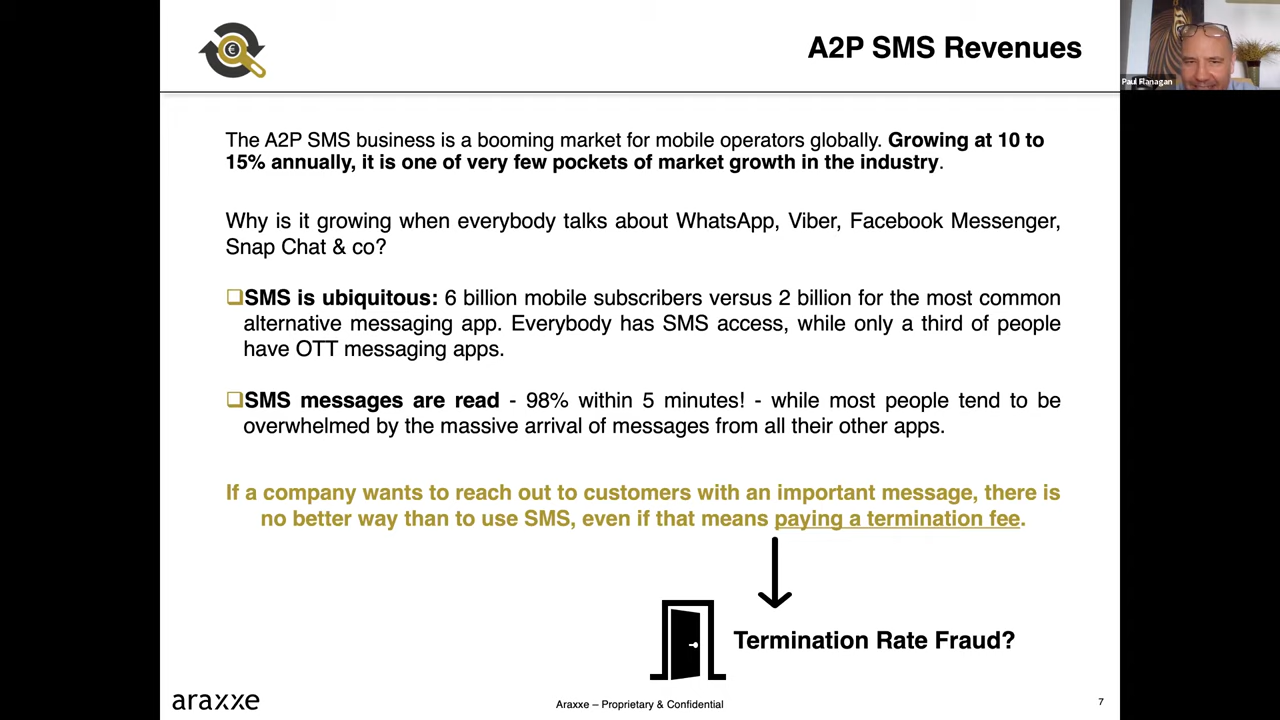 A2P SMS Revenues
Paul Flanagan
The A2P SMS business is a booming market for mobile operators globally. Growing at 10 to
15% annually, it is one of very few pockets of market growth in the industry.
Why is it growing when everybody talks about WhatsApp, Viber, Facebook Messenger,
Snap Chat & co?
SMS is ubiquitous: 6 billion mobile subscribers versus 2 billion for the most common
alternative messaging app. Everybody has SMS access, while only a third of people
have OTT messaging apps.
SMS messages are read - 98% within 5 minutes! - while most people tend to be
overwhelmed by the massive arrival of messages from all their other apps.
If a company wants to reach out to customers with an important message, there is
no better way than to use SMS, even if that means paying a termination fee.
Termination Rate Fraud?
araxxe
Araxxe – Proprietary & Confidential
7